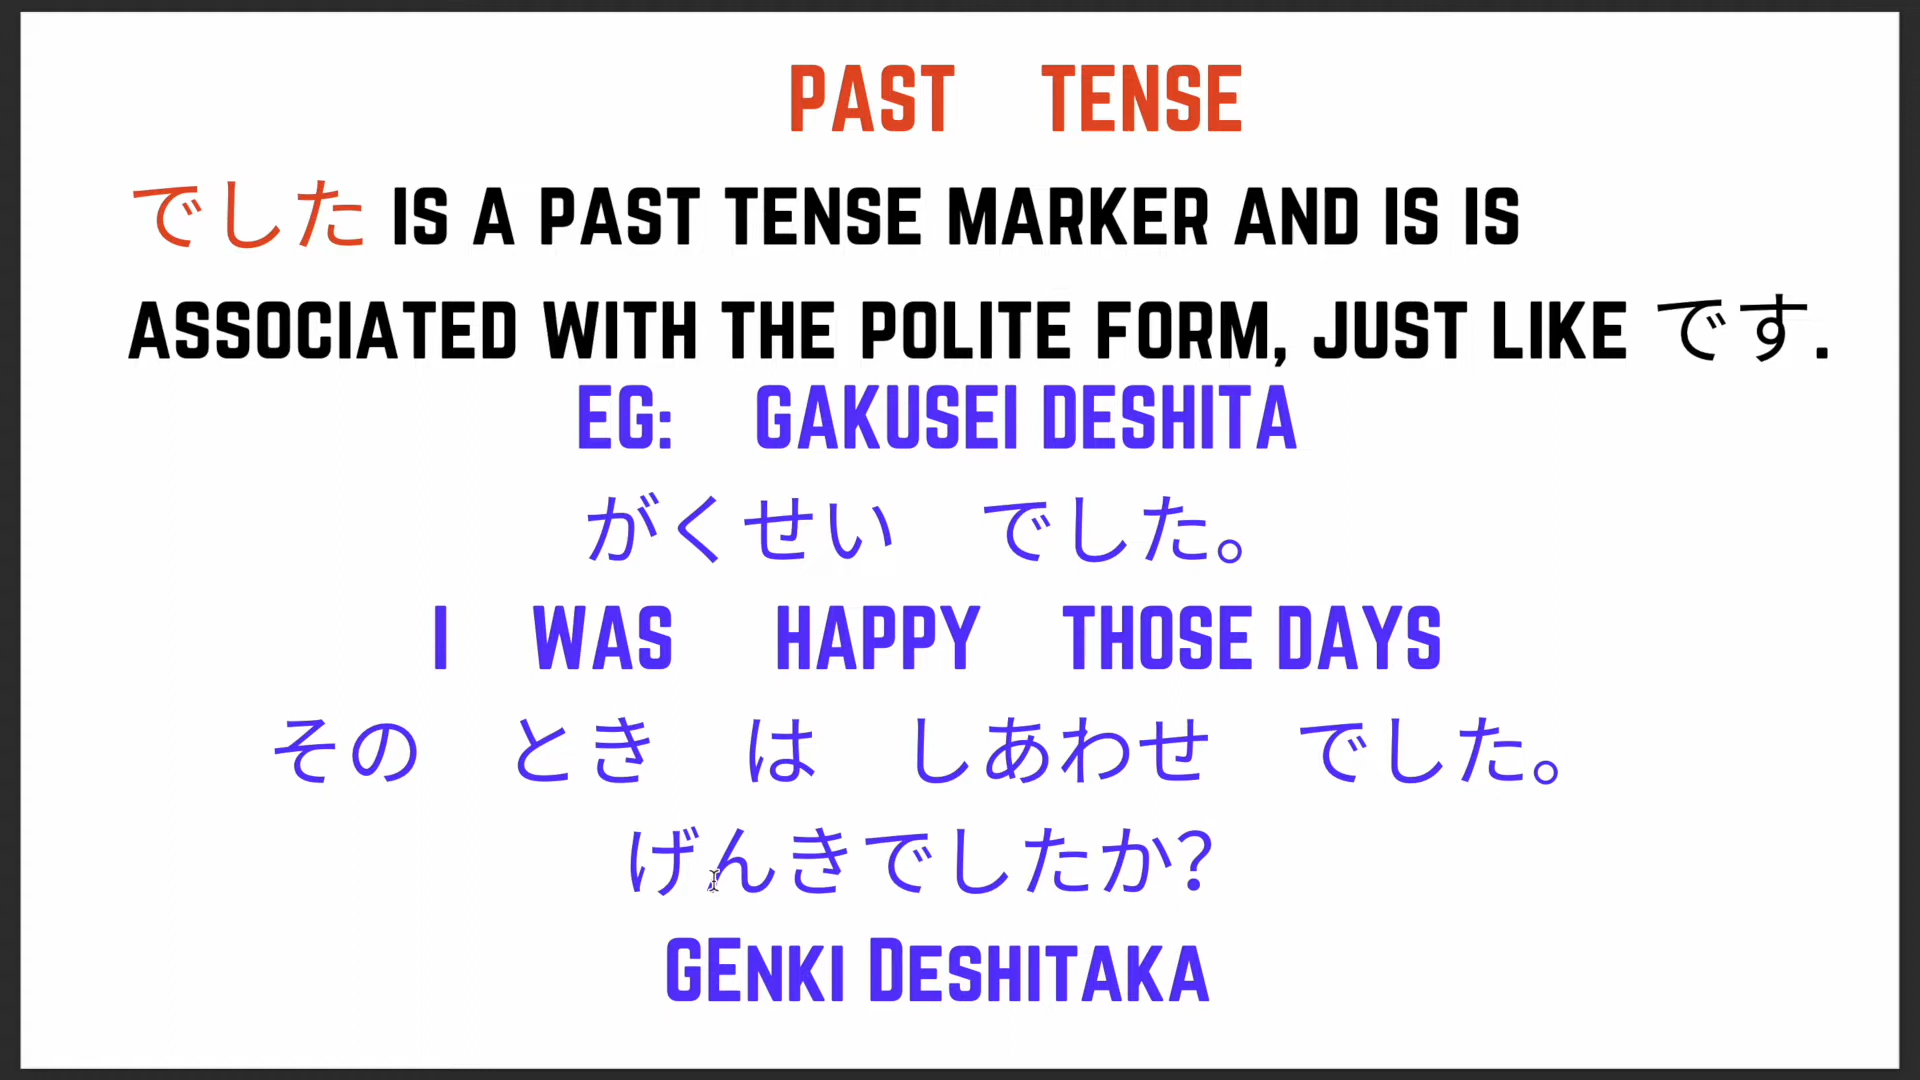 PAST TENSE
でした IS A PAST TENSE MARKER AND IS IS
ASSOCIATED WITH THE POLITE FORM, JUST LIKE です.
EG: GAKUSEI DESHITA
がくせい でした。
I WAS HAPPY THOSE DAYS
その とき は しあわせ でした。
げんきでしたか?
GENKI DESHITAKA